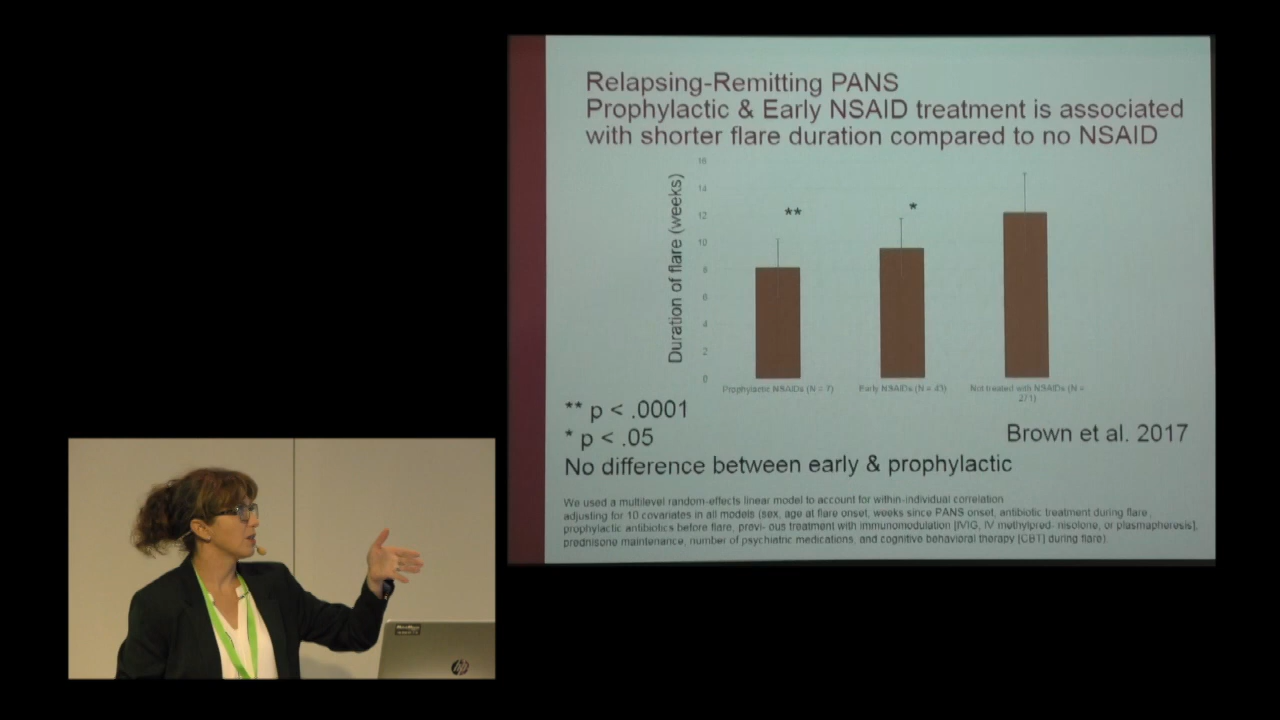 Relapsing-Remitting PANS
Prophylactic & Early NSAID treatment is associated
with shorter flare duration compared to no NSAID
Duration of flare (weeks)
16
14
12
10
8
6
4
2
0
**
*
Prophylactic NSAIDs (N = 7)
Early NSAIDs (N = 43)
Not treated with NSAIDs (N =
271)
** p < .0001
* p < .05
Brown et al. 2017
No difference between early & prophylactic
We used a multilevel random-effects linear model to account for within-individual correlation
adjusting for 10 covariates in all models (sex, age at flare onset, weeks since PANS onset, antibiotic treatment during flare,
prophylactic antibiotics before flare, previ- ous treatment with immunomodulation [IVIG, IV methylpred- nisolone, or plasmapheresis],
prednisone maintenance, number of psychiatric medications, and cognitive behavioral therapy [CBT] during flare).
hp